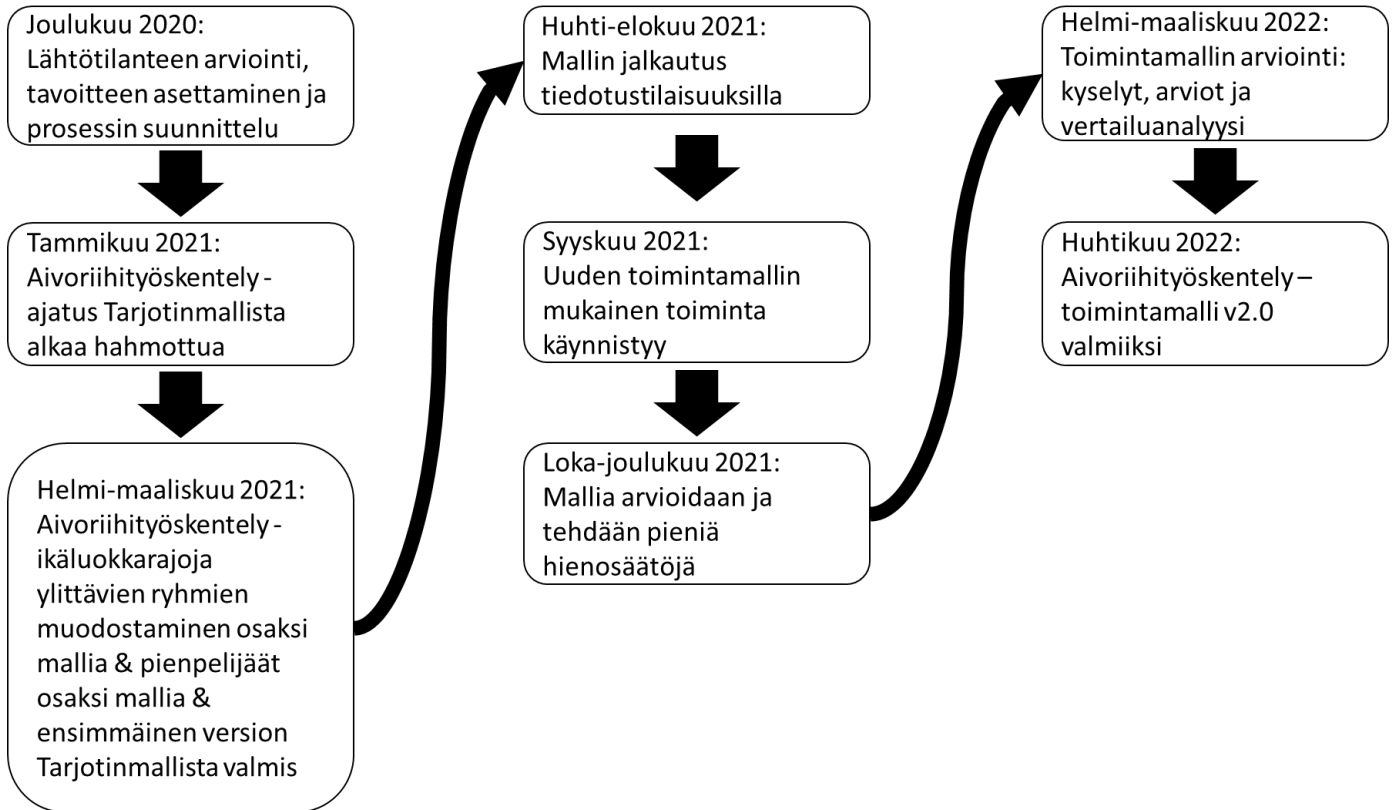 Joulukuu 2020:
Lähtötilanteen arviointi,
tavoitteen asettaminen ja
prosessin suunnittelu
Tammikuu 2021:
Aivoriihityöskentely -
ajatus Tarjotinmallista
alkaa hahmottua
Helmi-maaliskuu 2021:
Aivoriihityöskentely -
ikäluokkarajoja
ylittävien ryhmien
muodostaminen osaksi
mallia & pienpelijäät
osaksi mallia &
ensimmäinen version
Tarjotinmallista valmis
Huhti-elokuu 2021:
Mallin jalkautus
tiedotustilaisuuksilla
Syyskuu 2021:
Uuden toimintamallin
mukainen toiminta
käynnistyy
Loka-joulukuu 2021:
Mallia arvioidaan ja
tehdään pieniä
hienosäätöjä
Helmi-maaliskuu 2022:
Toimintamallin arviointi:
kyselyt, arviot ja
vertailuanalyysi
Huhtikuu 2022:
Aivoriihityöskentely –
toimintamalli v2.0
valmiiksi